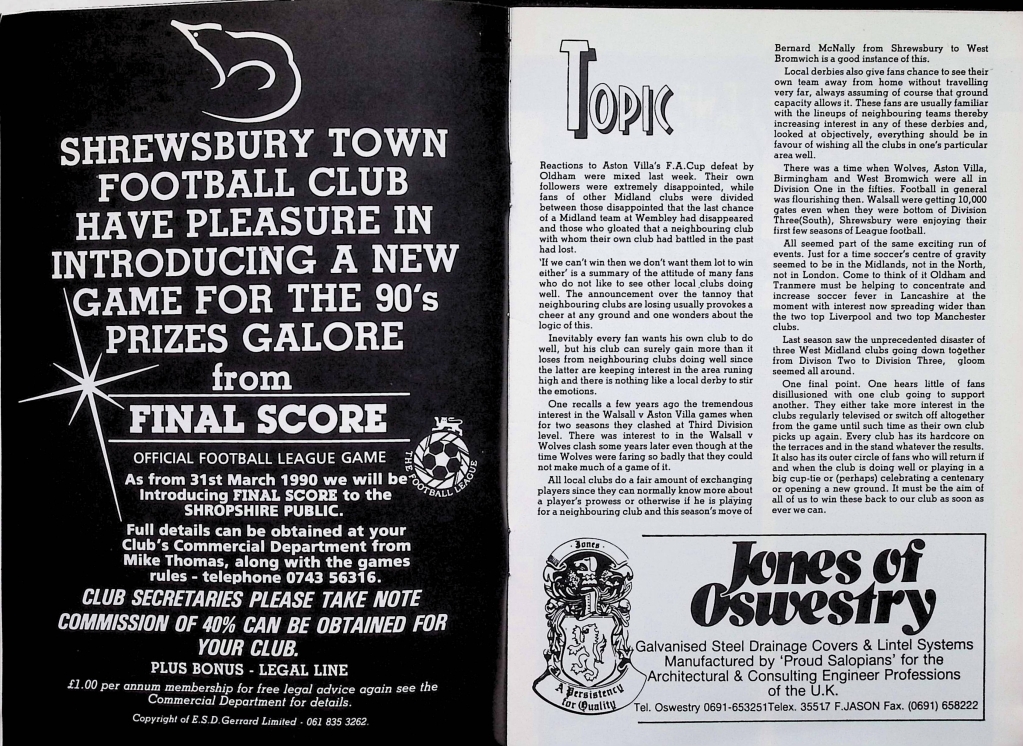 SHREWSBURY TOWN
FOOTBALL CLUB
HAVE PLEASURE IN
INTRODUCING A NEW
GAME FOR THE 90's
PRIZES GALORE
from
FINAL SCORE
OFFICIAL FOOTBALL LEAGUE GAME
THE FOOTBALL LEAGUE
As from 31st March 1990 we will be
Introducing FINAL SCORE to the
SHROPSHIRE PUBLIC.
Full details can be obtained at your
Club's Commercial Department from
Mike Thomas, along with the games
rules - telephone 0743 56316.
CLUB SECRETARIES PLEASE TAKE NOTE
COMMISSION OF 40% CAN BE OBTAINED FOR
YOUR CLUB.
PLUS BONUS - LEGAL LINE
£1.00 per annum membership for free legal advice again see the
Commercial Department for details.
Copyright of E.S.D.Gerrard Limited - 061 835 3262.
TOPIC
Reactions to Aston Villa's F.A.Cup defeat by
Oldham were mixed last week. Their own
followers were extremely disappointed, while
fans of other Midland clubs were divided
between those disappointed that the last chance
of a Midland team at Wembley had disappeared
and those who gloated that a neighbouring club
with whom their own club had battled in the past
had lost.
'If we can't win then we don't want them lot to win
either' is a summary of the attitude of many fans
who do not like to see other local clubs doing
well. The announcement over the tannoy that
neighbouring clubs are losing usually provokes a
cheer at any ground and one wonders about the
logic of this.
Inevitably every fan wants his own club to do
well, but his club can surely gain more than it
loses from neighbouring clubs doing well since
the latter are keeping interest in the area runing
high and there is nothing like a local derby to stir
the emotions.
One recalls a few years ago the tremendous
interest in the Walsall v Aston Villa games when
for two seasons they clashed at Third Division
level. There was interest to in the Walsall v
Wolves clash some years later even though at the
time Wolves were faring so badly that they could
not make much of a game of it.
All local clubs do a fair amount of exchanging
players since they can normally know more about
a player's prowess or otherwise if he is playing
for a neighbouring club and this season's move of
Bernard McNally from Shrewsbury to West
Bromwich is a good instance of this.
Local derbies also give fans chance to see their
own team away from home without travelling
very far, always assuming of course that ground
capacity allows it. These fans are usually familiar
with the lineups of neighbouring teams thereby
increasing interest in any of these derbies and,
looked at objectively, everything should be in
favour of wishing all the clubs in one's particular
area well.
There was a time when Wolves, Aston Villa,
Birmingham and West Bromwich were all in
Division One in the fifties. Football in general
was flourishing then. Walsall were getting 10,000
gates even when they were bottom of Division
Three(South), Shrewsbury were enjoying their
first few seasons of League football.
All seemed part of the same exciting run of
events. Just for a time soccer's centre of gravity
seemed to be in the Midlands, not in the North,
not in London. Come to think of it Oldham and
Tranmere must be helping to concentrate and
increase soccer fever in Lancashire at the
moment with interest now spreading wider than
the two top Liverpool and two top Manchester
clubs.
Last season saw the unprecedented disaster of
three West Midland clubs going down together
from Divison Two to Division Three, gloom
seemed all around.
One final point. One hears little of fans
disillusioned with one club going to support
another. They either take more interest in the
clubs regularly televised or switch off altogether
from the game until such time as their own club
picks up again. Every club has its hardcore on
the terraces and in the stand whatever the results.
It also has its outer circle of fans who will return if
and when the club is doing well or playing in a
big cup-tie or (perhaps) celebrating a centenary
or opening a new ground. It must be the aim of
all of us to win these back to our club as soon as
ever we can.
· Jones ·
A Persistency
for Quality
Jones of
Oswestry
Galvanised Steel Drainage Covers & Lintel Systems
Manufactured by 'Proud Salopians' for the
Architectural & Consulting Engineer Professions
of the U.K.
Tel. Oswestry 0691-653251Telex. 35517 F.JASON Fax. (0691) 658222